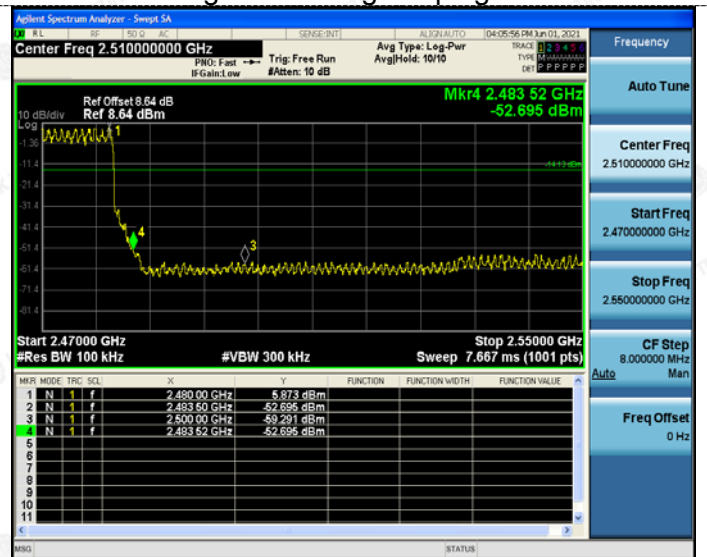 Agilent Spectrum Analyzer - Swept SA
RL RF 50 Ω AC SENSE:INT ALIGN AUTO 04:05:56 PM Jun 01, 2021
Center Freq 2.510000000 GHz
PNO: Fast Trig: Free Run
IFGain:Low #Atten: 10 dB
Avg Type: Log-Pwr
Avg|Hold: 10/10
TRACE 1 2 3 4 5 6
TYPE M
DET P P P P P P
Frequency
Mkr4 2.483 52 GHz
-52.695 dBm
Ref Offset 8.64 dB
10 dB/div Ref 8.64 dBm
Log
-1.36
-11.4
-21.4
-31.4
-41.4
-51.4
-61.4
-71.4
-81.4
1
4
3
-14.13 dBm
Start 2.47000 GHz Stop 2.55000 GHz
#Res BW 100 kHz #VBW 300 kHz Sweep 7.667 ms (1001 pts)
MKR MODE TRC SCL X Y FUNCTION FUNCTION WIDTH FUNCTION VALUE
1 N 1 f 2.480 00 GHz 5.873 dBm
2 N 1 f 2.483 50 GHz -52.695 dBm
3 N 1 f 2.500 00 GHz -59.291 dBm
4 N 1 f 2.483 52 GHz -52.695 dBm
5
6
7
8
9
10
11
MSG STATUS
Auto Tune
Center Freq
2.510000000 GHz
Start Freq
2.470000000 GHz
Stop Freq
2.550000000 GHz
CF Step
8.000000 MHz
Auto Man
Freq Offset
0 Hz